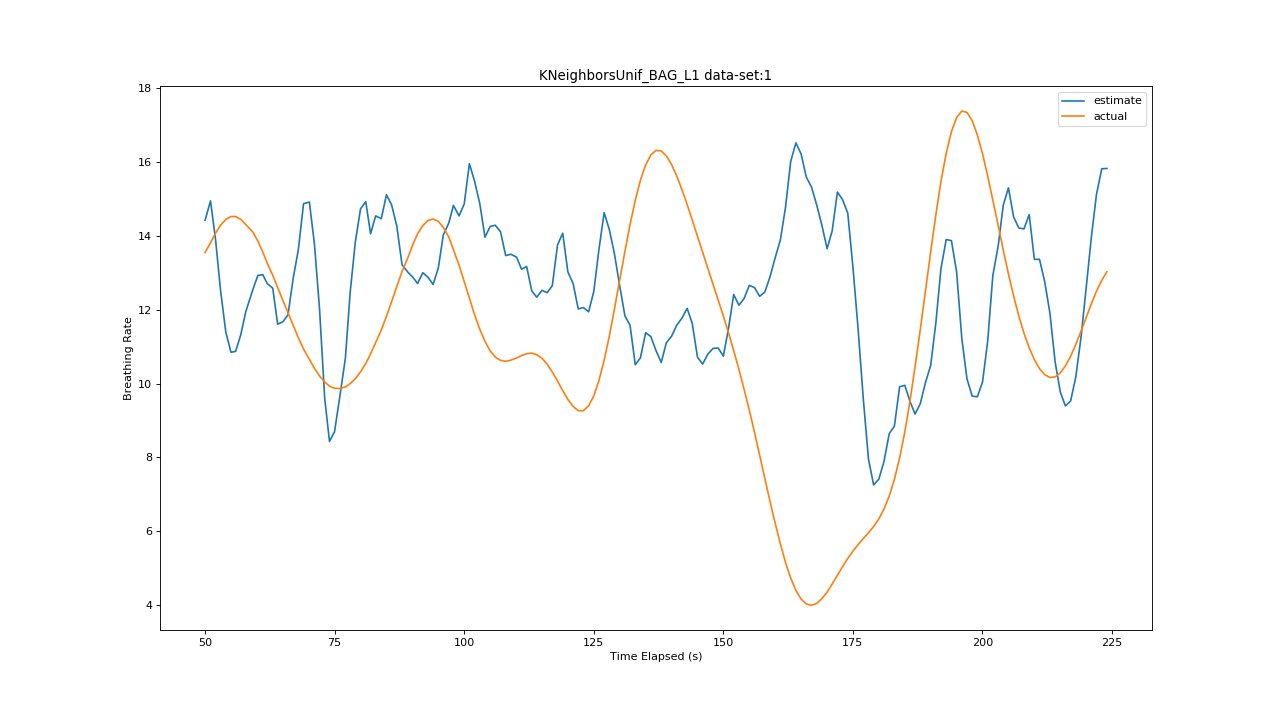 KNeighborsUnif_BAG_L1 data-set:1
estimate
actual
Breathing Rate
18
16
14
12
10
8
6
4
50 75 100 125 150 175 200 225
Time Elapsed (s)